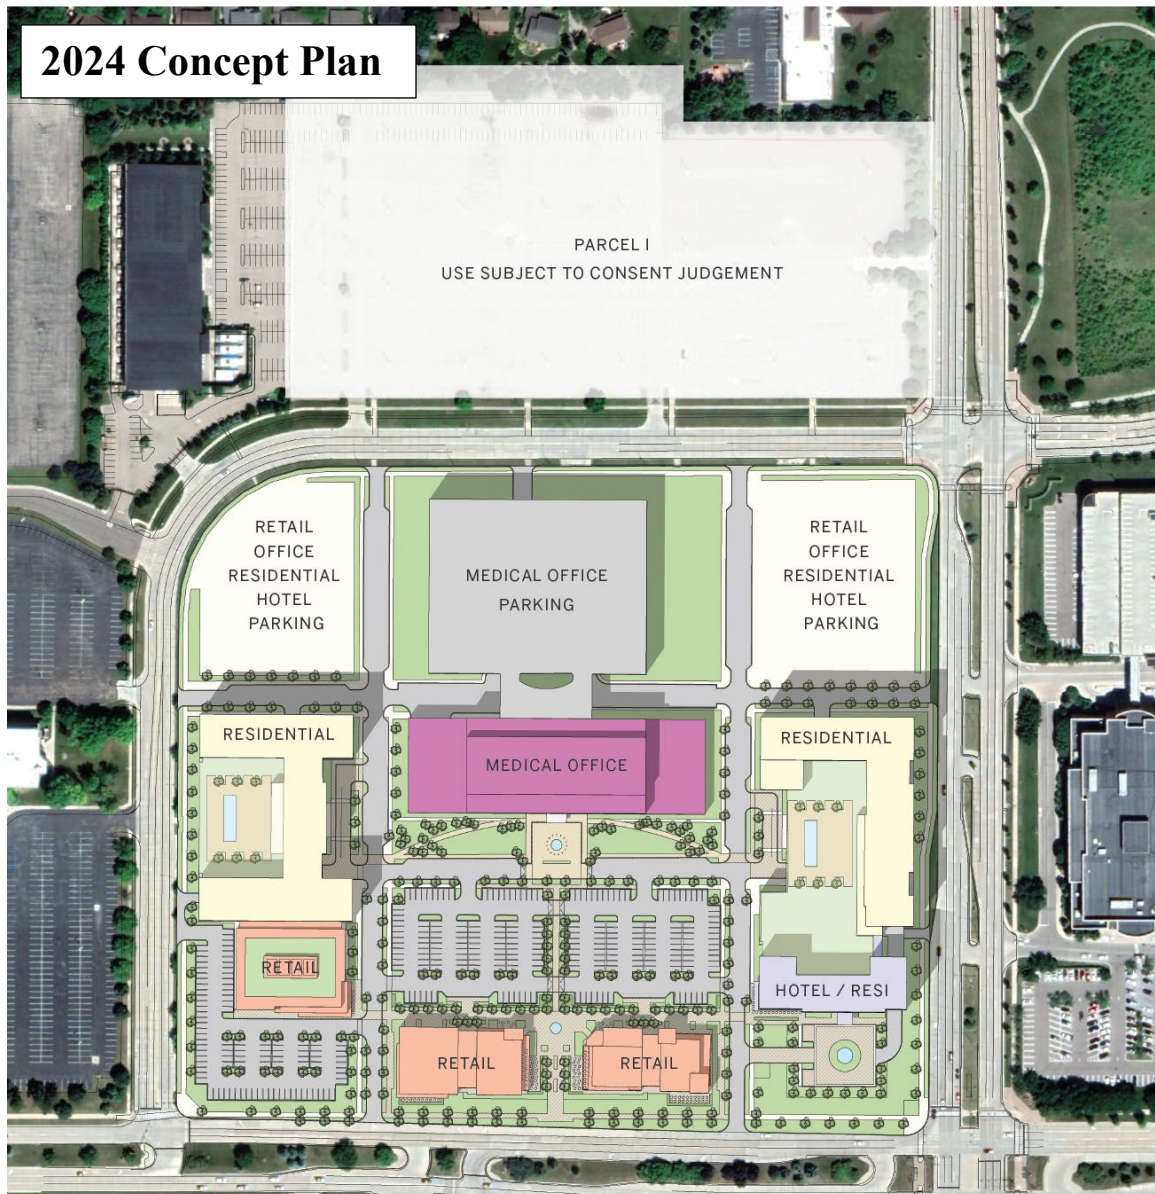 2024 Concept Plan
PARCEL I
USE SUBJECT TO CONSENT JUDGEMENT
RETAIL
OFFICE
RESIDENTIAL
HOTEL
PARKING
MEDICAL OFFICE
PARKING
RETAIL
OFFICE
RESIDENTIAL
HOTEL
PARKING
RESIDENTIAL
MEDICAL OFFICE
RESIDENTIAL
RETAIL
HOTEL / RESI
RETAIL
RETAIL